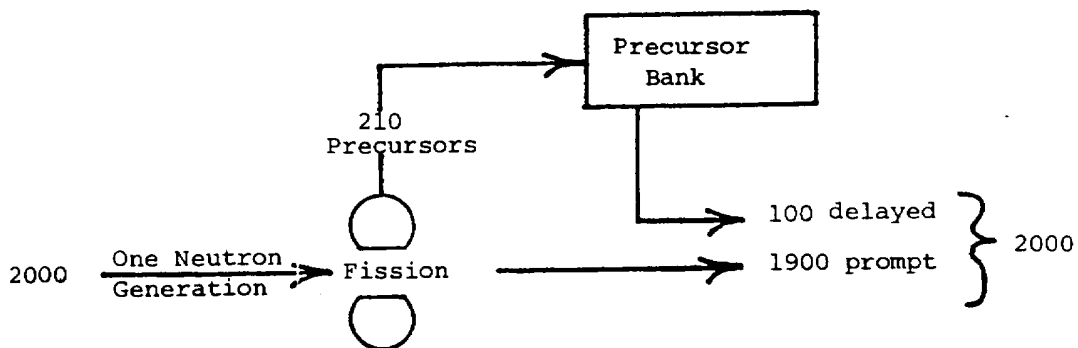 Precursor
Bank
210
Precursors
100 delayed
2000
One Neutron
2000
Fission
1900 prompt
Generation